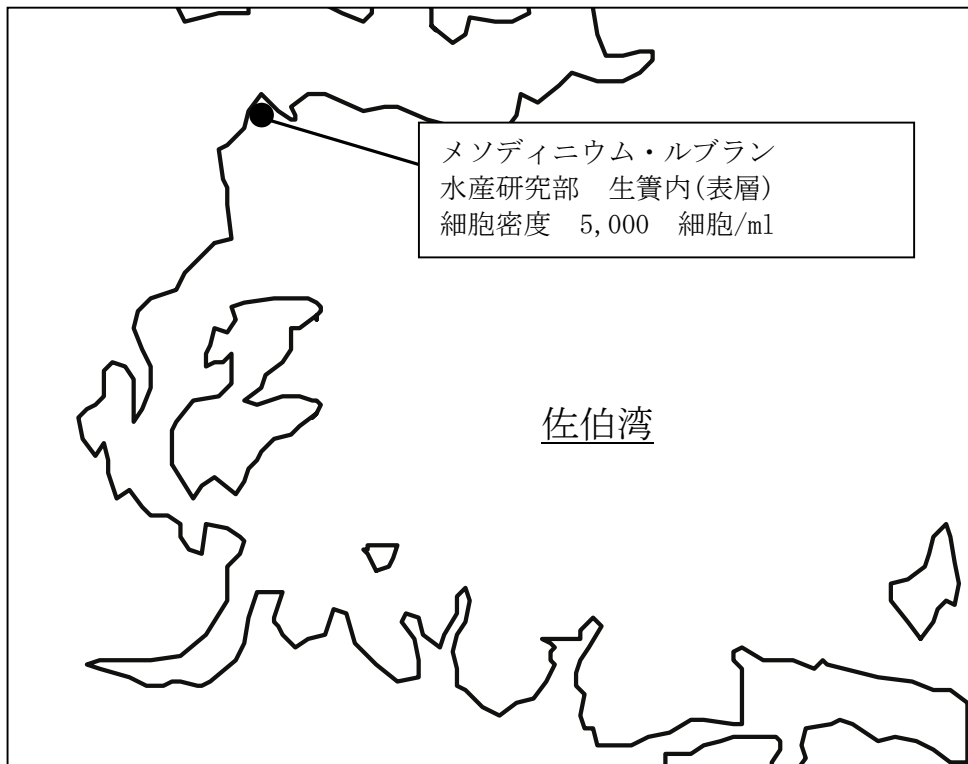 メソディニウム・ルブラン
水産研究部　生簀内(表層)
細胞密度　5,000　細胞/ml
佐伯湾